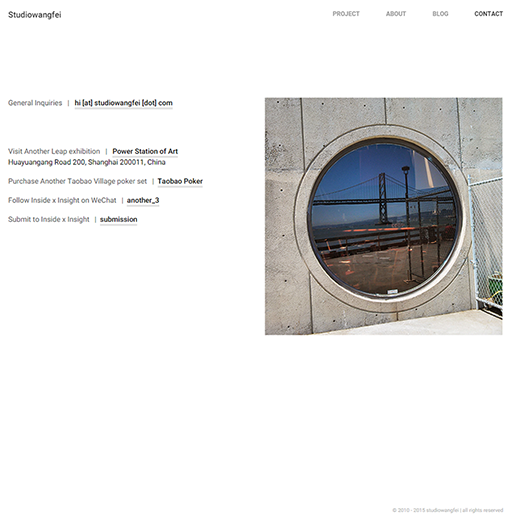 Studiowangfei
PROJECT ABOUT BLOG CONTACT
General Inquiries | hi [at] studiowangfei [dot] com
Visit Another Leap exhibition | Power Station of Art
Huayuangang Road 200, Shanghai 200011, China
Purchase Another Taobao Village poker set | Taobao Poker
Follow Inside x Insight on WeChat | another_3
Submit to Inside x Insight | submission
© 2010 - 2015 studiowangfei | all rights reserved